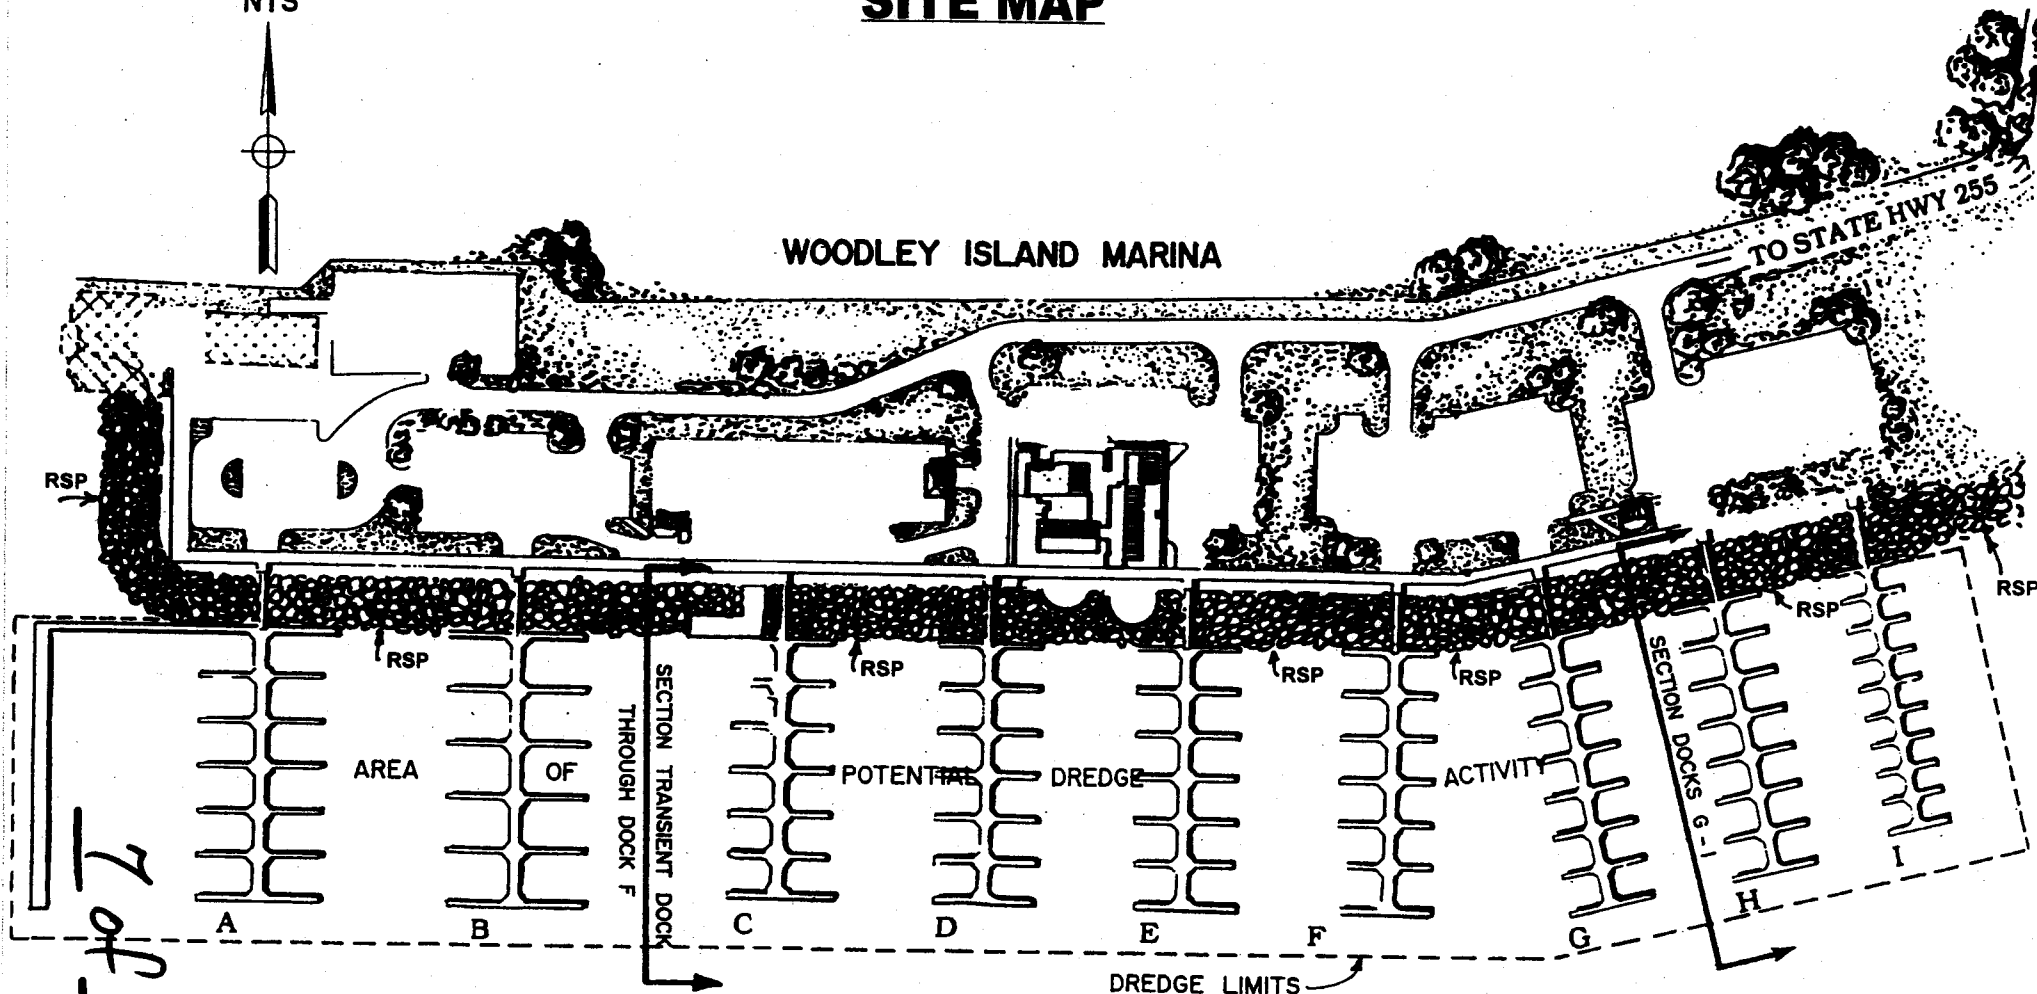 NTS
SITE MAP
TO STATE HWY 255
WOODLEY ISLAND MARINA
RSP
RSP
RSP
RSP
RSP
RSP
RSP
SECTION TRANSIENT DOCK
THROUGH DOCK F
SECTION DOCKS G-I
AREA OF POTENTIAL DREDGE ACTIVITY
A B C D E F G H I
DREDGE LIMITS
of 7